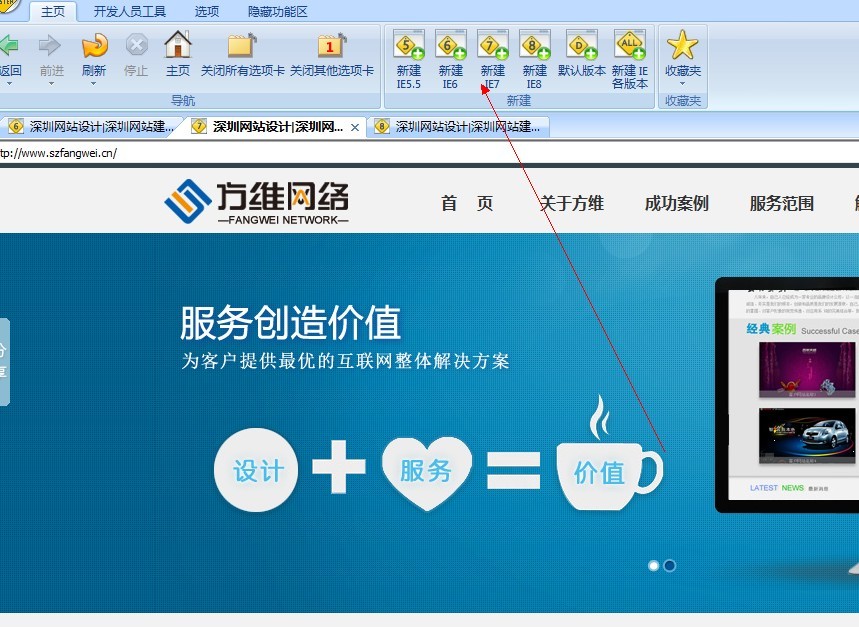 主页 开发人员工具 选项 隐藏功能区
返回 前进 刷新 停止 主页 关闭所有选项卡 关闭其他选项卡 新建 IE5.5 新建 IE6 新建 IE7 新建 IE8 默认版本 新建 IE 各版本 收藏夹
导航 新建 收藏夹
深圳网站设计|深圳网站建... 深圳网站设计|深圳网... 深圳网站设计|深圳网站建...
tp://www.szfangwei.cn/
方维网络
—FANGWEI NETWORK—
首 页 关于方维 成功案例 服务范围
服务创造价值
为客户提供最优的互联网整体解决方案
经典案例 Successful Case
设计 + 服务 = 价值
LATEST NEWS 最新新闻